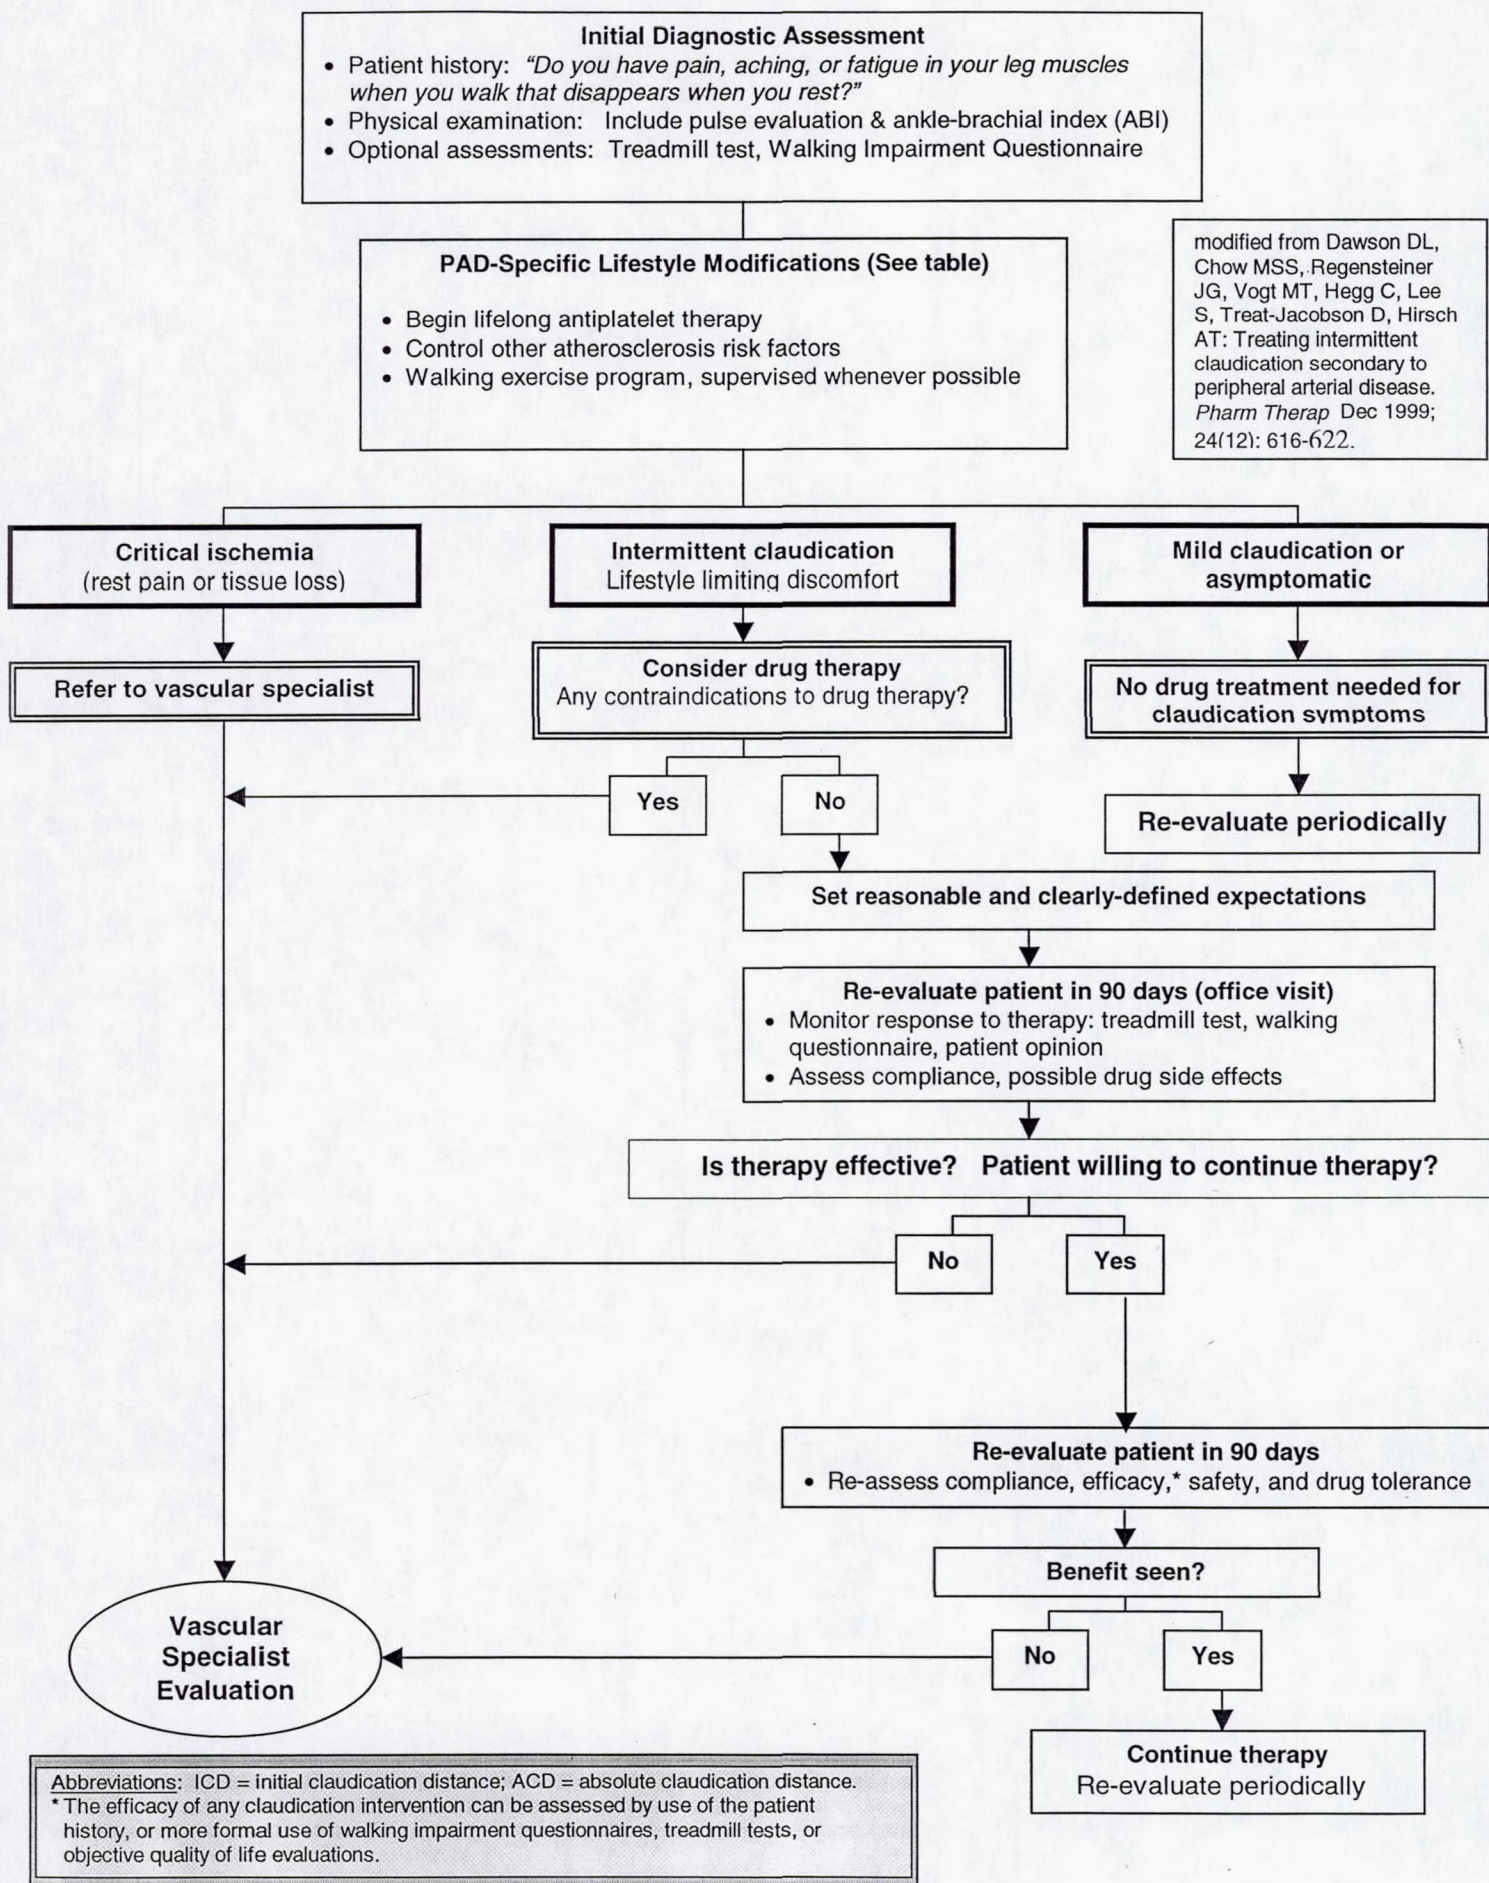 Initial Diagnostic Assessment
• Patient history: "Do you have pain, aching, or fatigue in your leg muscles
when you walk that disappears when you rest?"
• Physical examination: Include pulse evaluation & ankle-brachial index (ABI)
• Optional assessments: Treadmill test, Walking Impairment Questionnaire
PAD-Specific Lifestyle Modifications (See table)
• Begin lifelong antiplatelet therapy
• Control other atherosclerosis risk factors
• Walking exercise program, supervised whenever possible
modified from Dawson DL,
Chow MSS, Regensteiner
JG, Vogt MT, Hegg C, Lee
S, Treat-Jacobson D, Hirsch
AT: Treating intermittent
claudication secondary to
peripheral arterial disease.
Pharm Therap Dec 1999;
24(12): 616-622.
Critical ischemia
(rest pain or tissue loss)
Intermittent claudication
Lifestyle limiting discomfort
Mild claudication or
asymptomatic
Refer to vascular specialist
Consider drug therapy
Any contraindications to drug therapy?
No drug treatment needed for
claudication symptoms
Yes
No
Re-evaluate periodically
Set reasonable and clearly-defined expectations
Re-evaluate patient in 90 days (office visit)
• Monitor response to therapy: treadmill test, walking
questionnaire, patient opinion
• Assess compliance, possible drug side effects
Is therapy effective? Patient willing to continue therapy?
No
Yes
Re-evaluate patient in 90 days
• Re-assess compliance, efficacy,* safety, and drug tolerance
Benefit seen?
No
Yes
Vascular
Specialist
Evaluation
Continue therapy
Re-evaluate periodically
Abbreviations: ICD = initial claudication distance; ACD = absolute claudication distance.
* The efficacy of any claudication intervention can be assessed by use of the patient
history, or more formal use of walking impairment questionnaires, treadmill tests, or
objective quality of life evaluations.